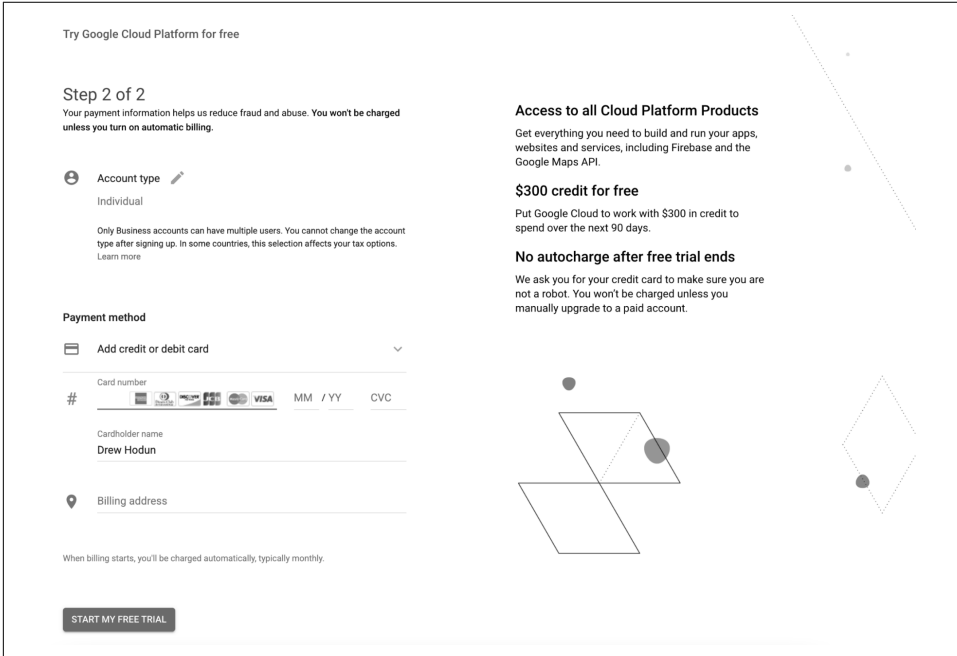 Try Google Cloud Platform for free
Step 2 of 2
Your payment information helps us reduce fraud and abuse. You won't be charged
unless you turn on automatic billing.
Account type
Individual
Only Business accounts can have multiple users. You cannot change the account
type after signing up. In some countries, this selection affects your tax options.
Learn more
Payment method
Add credit or debit card
Card number
# DISCOVER JCB VISA MM / YY CVC
Cardholder name
Drew Hodun
Billing address
When billing starts, you'll be charged automatically, typically monthly.
START MY FREE TRIAL
Access to all Cloud Platform Products
Get everything you need to build and run your apps,
websites and services, including Firebase and the
Google Maps API.
$300 credit for free
Put Google Cloud to work with $300 in credit to
spend over the next 90 days.
No autocharge after free trial ends
We ask you for your credit card to make sure you are
not a robot. You won't be charged unless you
manually upgrade to a paid account.